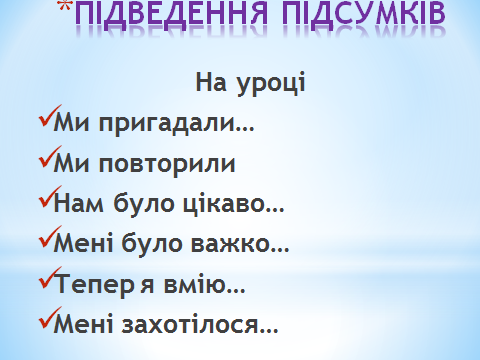 *ПІДВЕДЕННЯ ПІДСУМКІВ
На уроці
✓Ми пригадали…
✓Ми повторили
✓Нам було цікаво…
✓Мені було важко…
✓Тепер я вмію…
✓Мені захотілося…